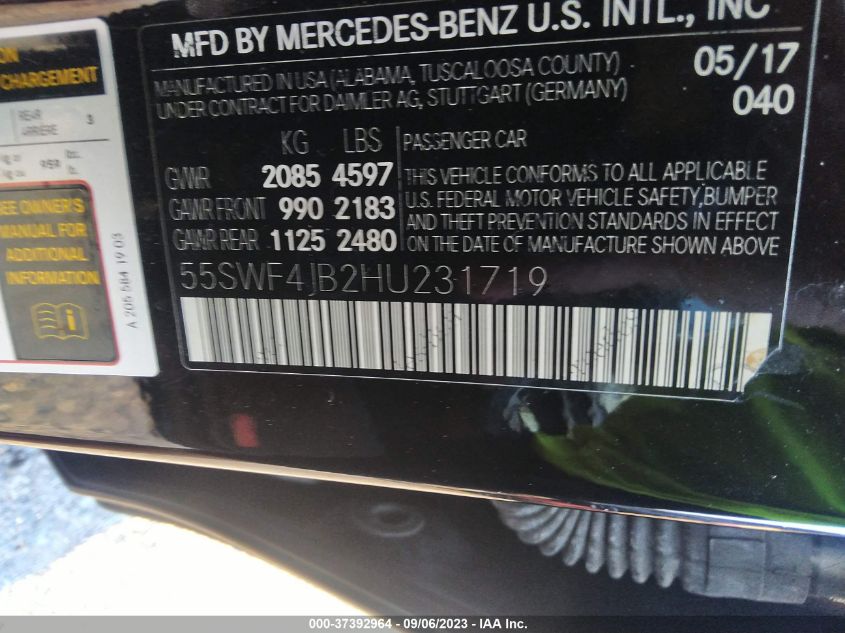 MFD BY MERCEDES-BENZ U.S. INTL., INC
MANUFACTURED IN USA (ALABAMA, TUSCALOOSA COUNTY)
UNDER CONTRACT FOR DAIMLER AG, STUTTGART (GERMANY)
05/17
040
KG LBS
GVWR 2085 4597
GAWR FRONT 990 2183
GAWR REAR 1125 2480
PASSENGER CAR
THIS VEHICLE CONFORMS TO ALL APPLICABLE
U.S. FEDERAL MOTOR VEHICLE SAFETY, BUMPER
AND THEFT PREVENTION STANDARDS IN EFFECT
ON THE DATE OF MANUFACTURE SHOWN ABOVE
55SWF4JB2HU231719
CHARGEMENT
REAR
ARRIÈRE 3
SEE OWNER'S
MANUAL FOR
ADDITIONAL
INFORMATION
A 205 584 19 03
000-37392964 - 09/06/2023 - IAA Inc.